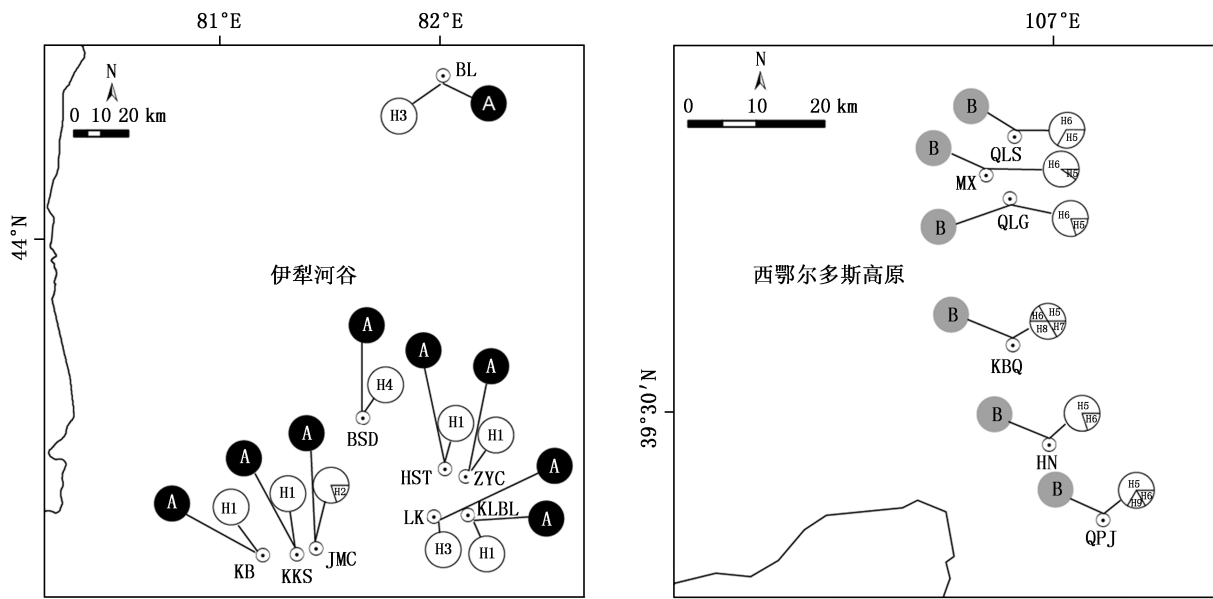 81°E 82°E
N
0 10 20 km
BL
H3 A
44°N
伊犁河谷
A
A
A
H4
BSD
H1
H1
HST
ZYC
A
A
A
H1
H1
H2
A
LK
KLBL
A
H3
H1
KB
KKS
JMC
107°E
N
0 10 20 km
B
H6
H5
QLS
B
H6
H5
MX
B
H6
H5
QLG
西鄂尔多斯高原
B
H6 H5
H8 H7
KBQ
39°30′N
B
H5
H6
HN
B
H5
H6
H9
QPJ